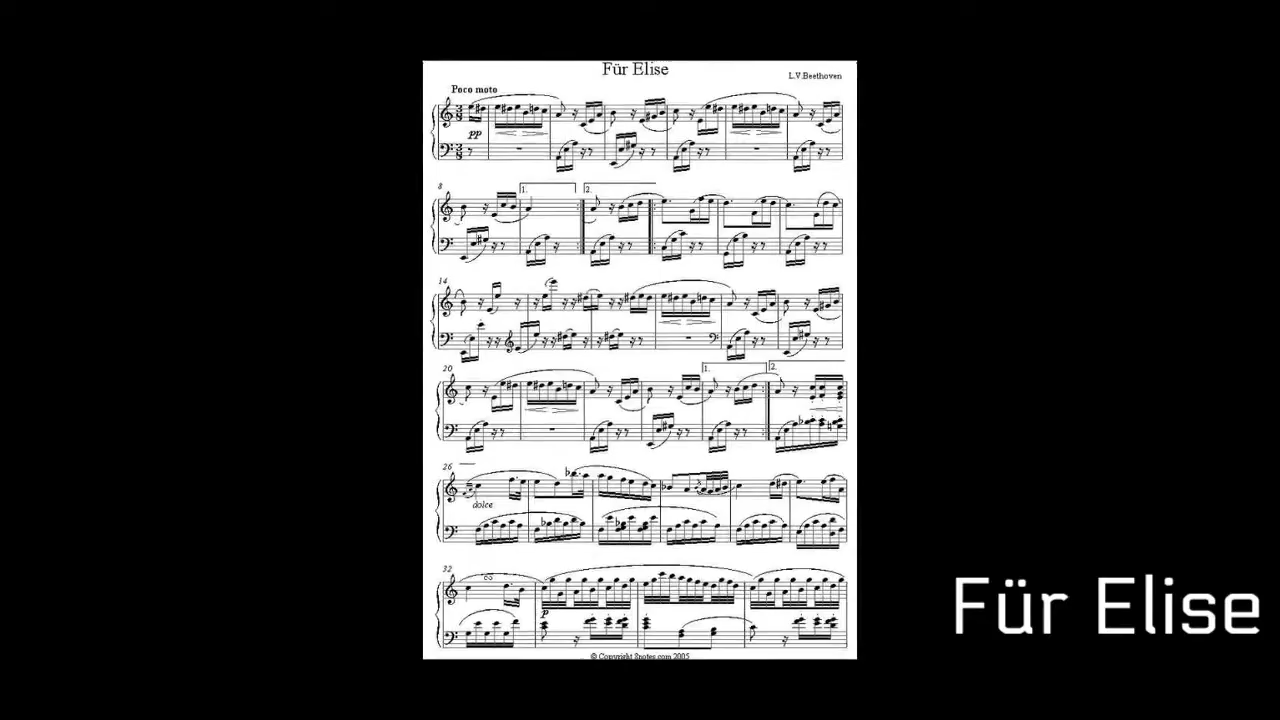 Für Elise
L.V.Beethoven
Poco moto
pp
8
1.
2.
14
20
1.
2.
26
dolce
32
p
© Copyright 8notes.com 2005
Für Elise